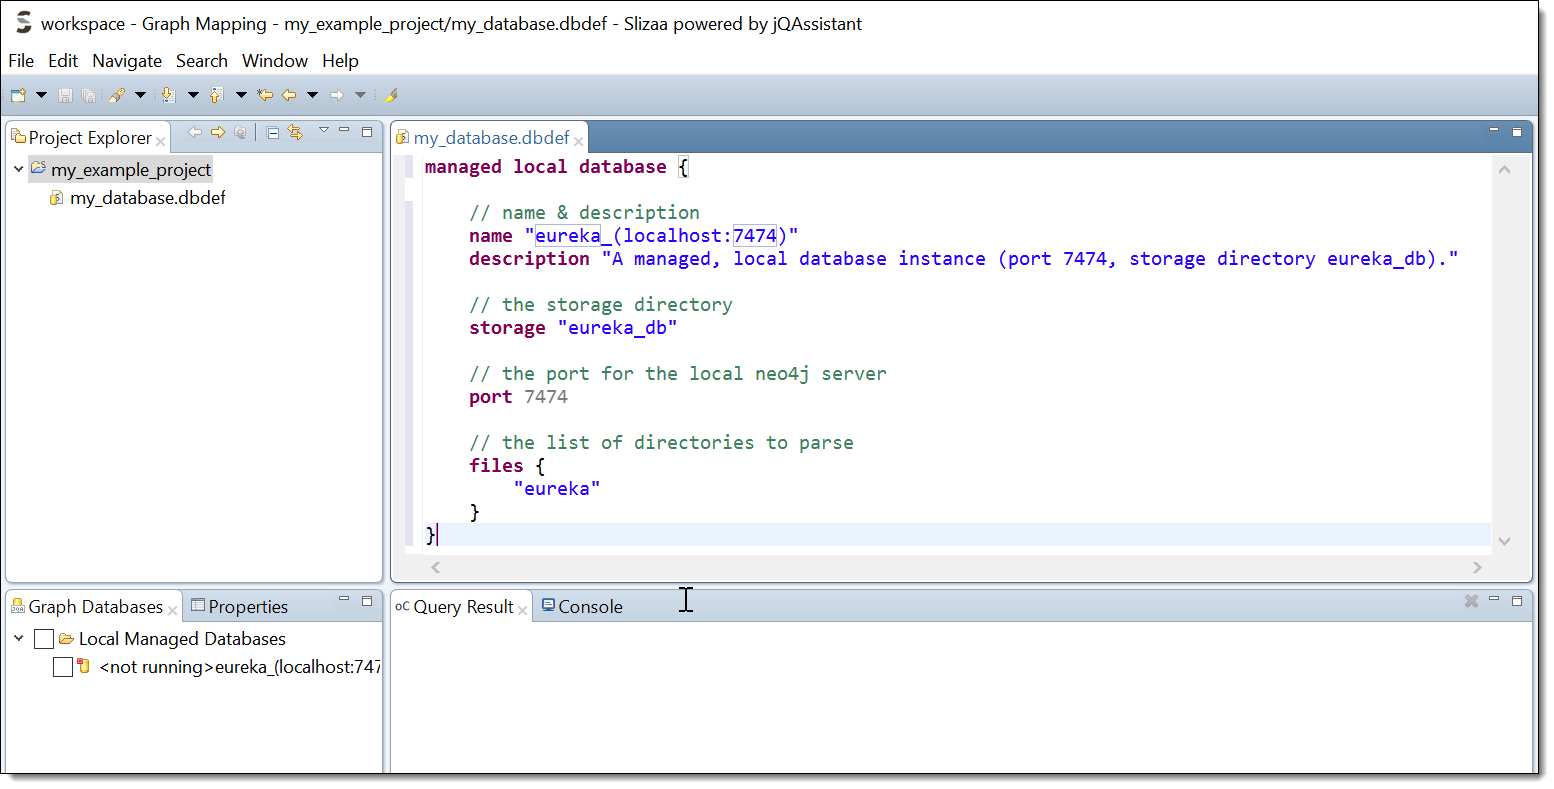 workspace - Graph Mapping - my_example_project/my_database.dbdef - Slizaa powered by jQAssistant
File Edit Navigate Search Window Help
Project Explorer
my_example_project
my_database.dbdef
my_database.dbdef
managed local database {
// name & description
name "eureka_(localhost:7474)"
description "A managed, local database instance (port 7474, storage directory eureka_db)."
// the storage directory
storage "eureka_db"
// the port for the local neo4j server
port 7474
// the list of directories to parse
files {
"eureka"
}
}
Graph Databases Properties
Local Managed Databases
<not running>eureka_(localhost:747
oC Query Result Console